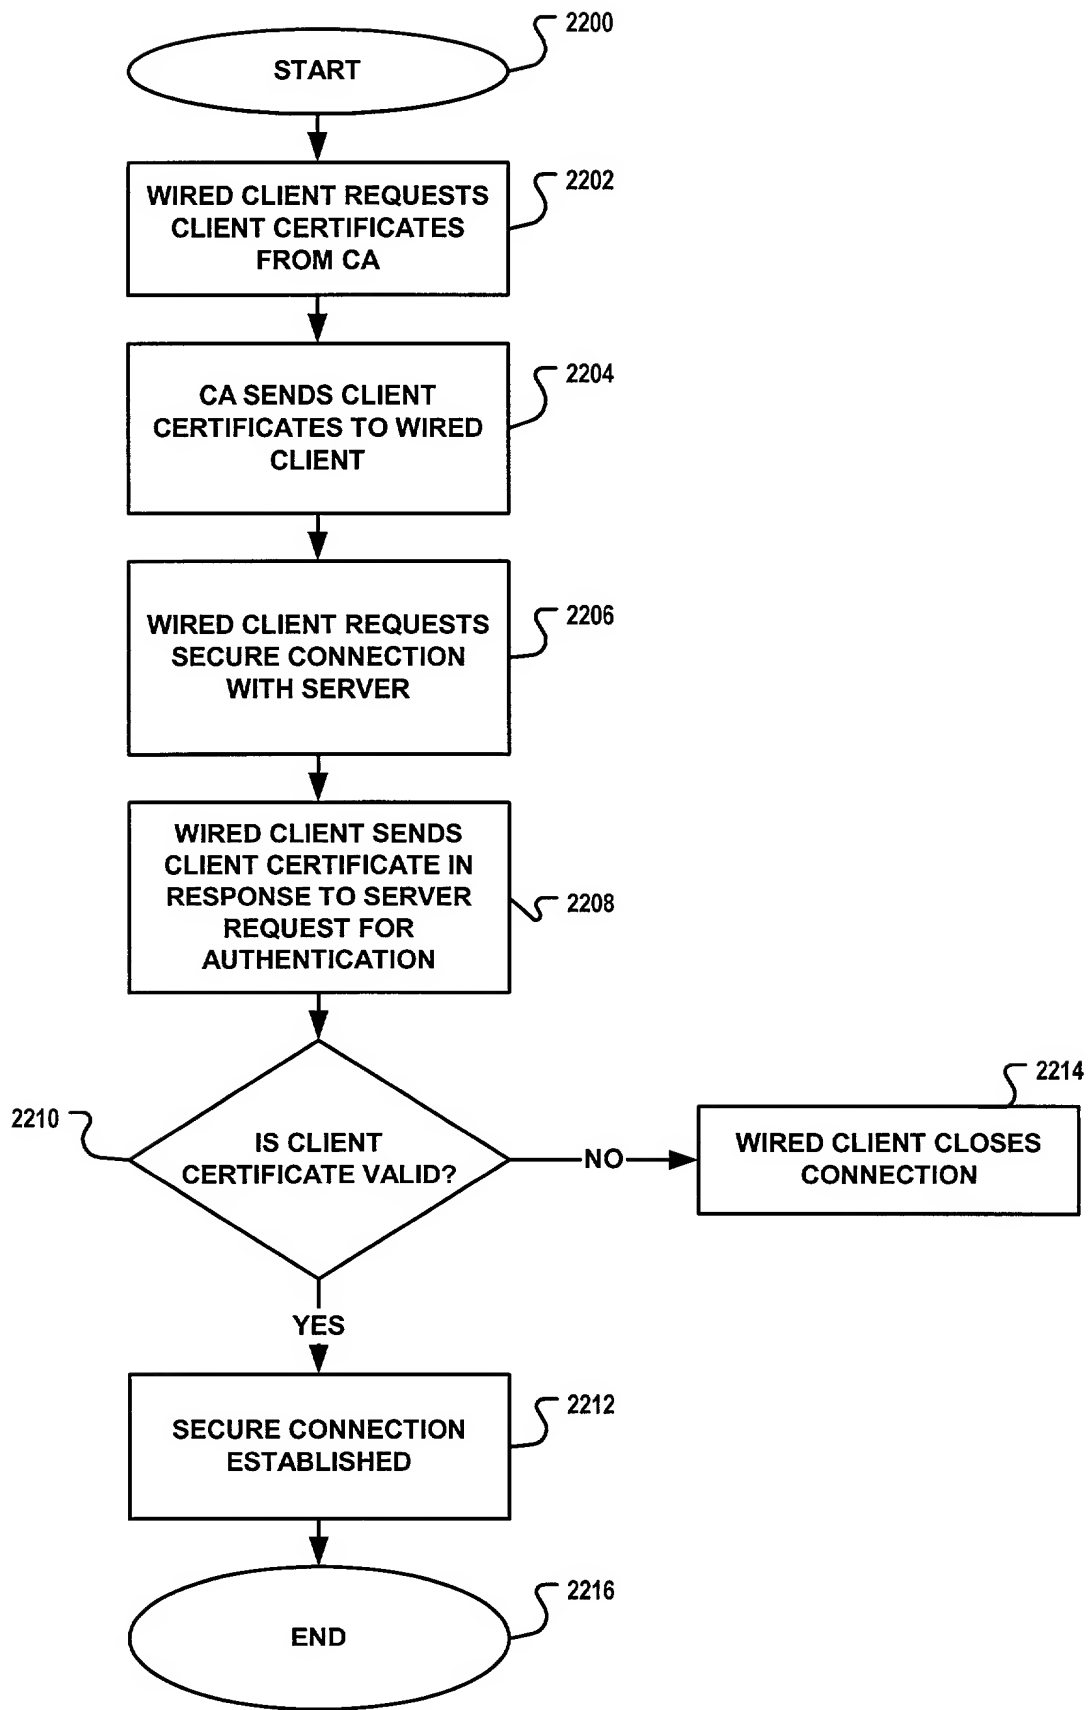 2200
START
2202
WIRED CLIENT REQUESTS
CLIENT CERTIFICATES
FROM CA
2204
CA SENDS CLIENT
CERTIFICATES TO WIRED
CLIENT
2206
WIRED CLIENT REQUESTS
SECURE CONNECTION
WITH SERVER
WIRED CLIENT SENDS
CLIENT CERTIFICATE IN
RESPONSE TO SERVER
REQUEST FOR
AUTHENTICATION
2208
2210
IS CLIENT
CERTIFICATE VALID?
NO
2214
WIRED CLIENT CLOSES
CONNECTION
YES
2212
SECURE CONNECTION
ESTABLISHED
2216
END